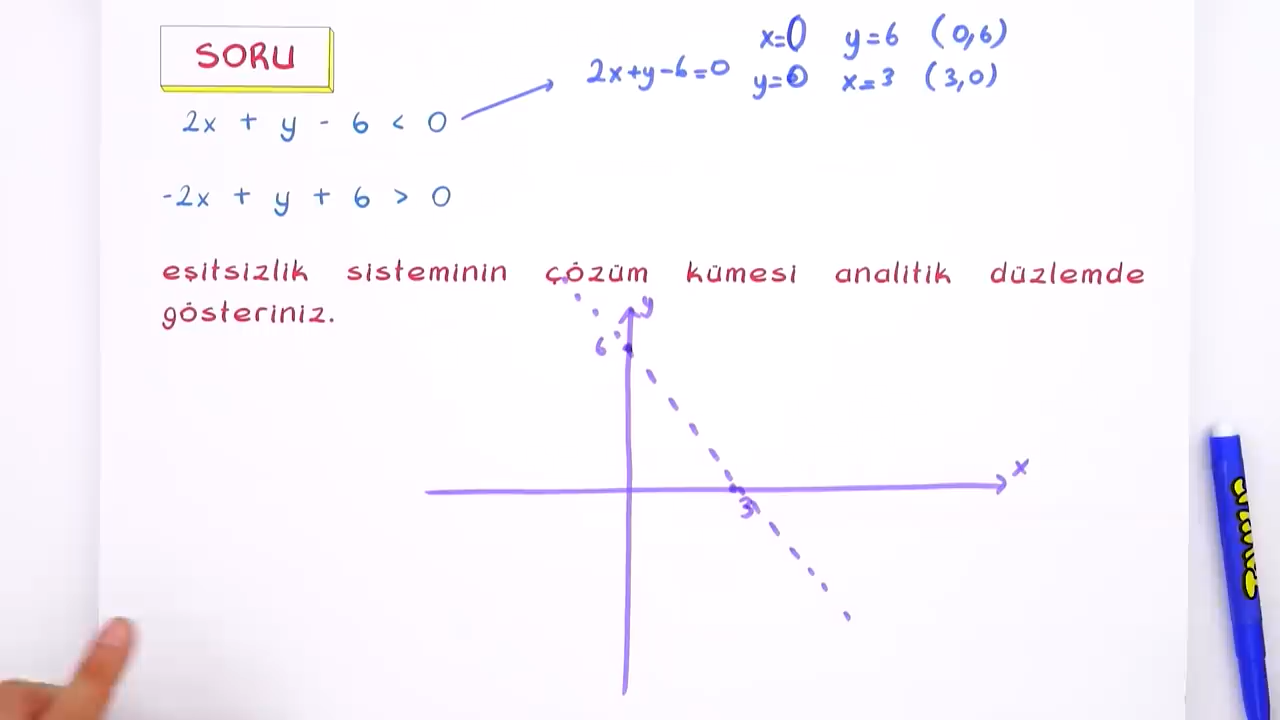 SORU
2x + y - 6 < 0
2x+y-6=0
x=0 y=6 (0,6)
y=0 x=3 (3,0)
-2x + y + 6 > 0
eşitsizlik sisteminin çözüm kümesi analitik düzlemde
gösteriniz.
y
6
x
3